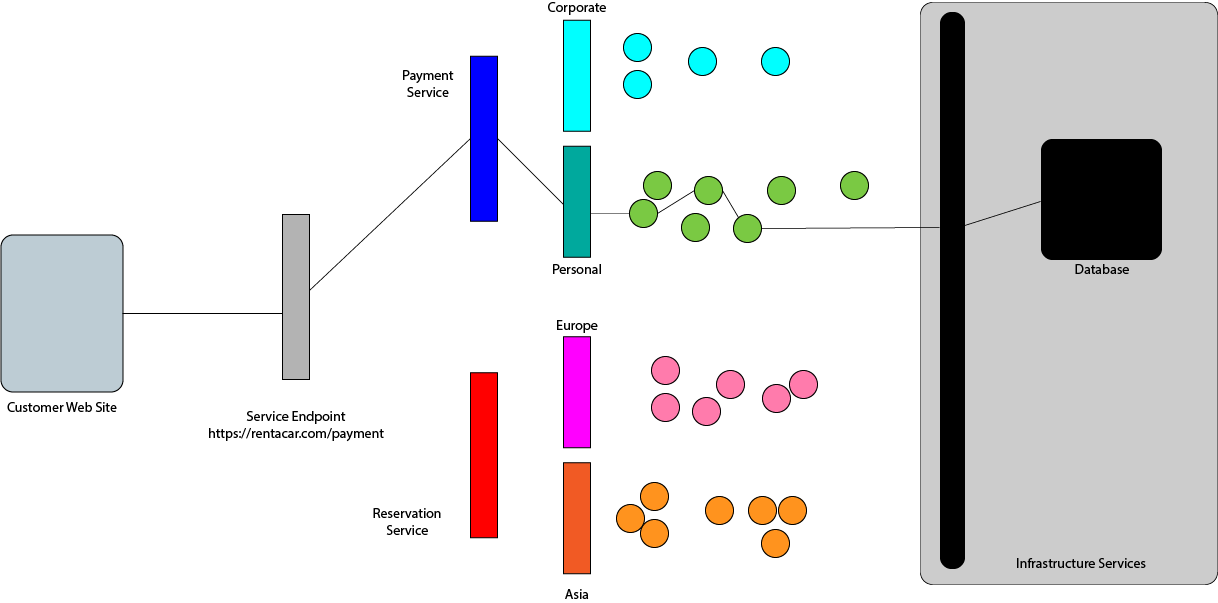 Corporate
Payment
Service
Personal
Database
Europe
Customer Web Site
Service Endpoint
https://rentacar.com/payment
Reservation
Service
Infrastructure Services
Asia